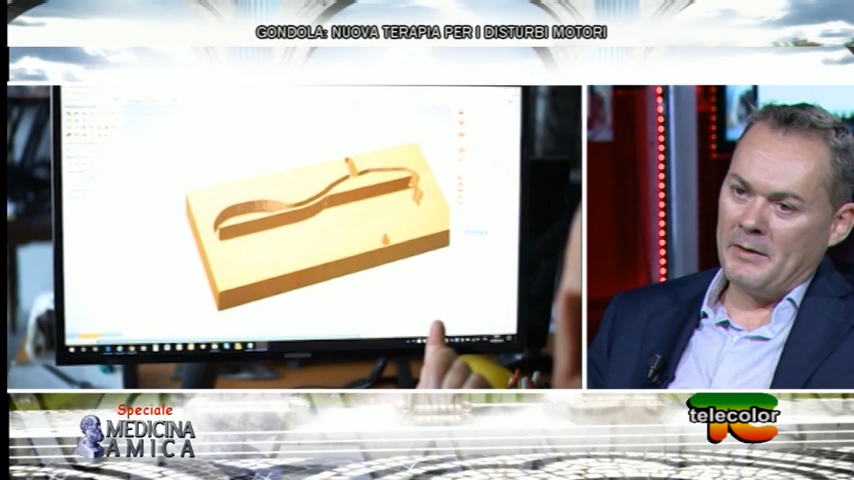 GONDOLA: NUOVA TERAPIA PER I DISTURBI MOTORI
Speciale
MEDICINA
AMICA
telecolor